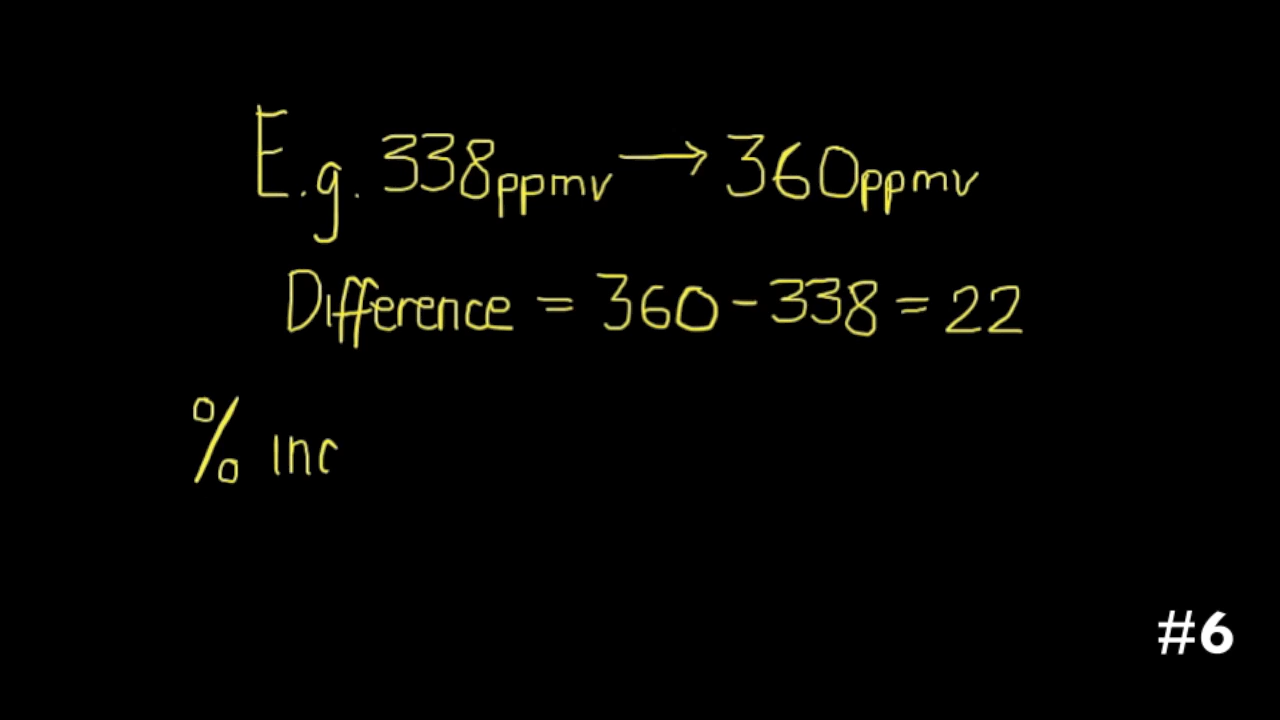 E.g. 338ppmv → 360ppmv
Difference = 360 - 338 = 22
% inc
#6